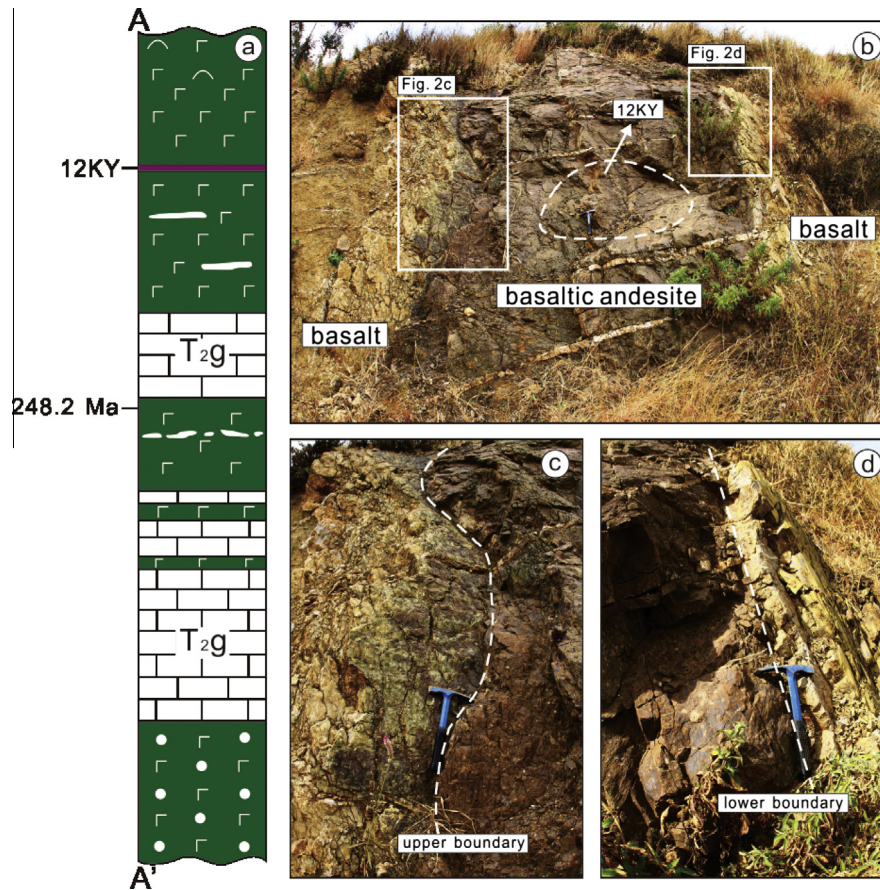 A
a
12KY
T₂g
248.2 Ma
T₂g
A'
b
Fig. 2c
Fig. 2d
12KY
basalt
basaltic andesite
basalt
c
upper boundary
d
lower boundary